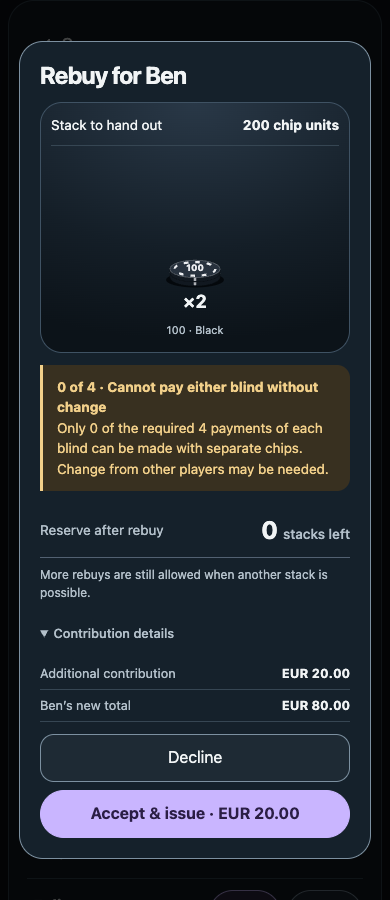 Rebuy for Ben
Stack to hand out 200 chip units
100
×2
100 · Black
0 of 4 · Cannot pay either blind without
change
Only 0 of the required 4 payments of each
blind can be made with separate chips.
Change from other players may be needed.
Reserve after rebuy 0 stacks left
More rebuys are still allowed when another stack is
possible.
▼ Contribution details
Additional contribution EUR 20.00
Ben's new total EUR 80.00
Decline
Accept & issue · EUR 20.00